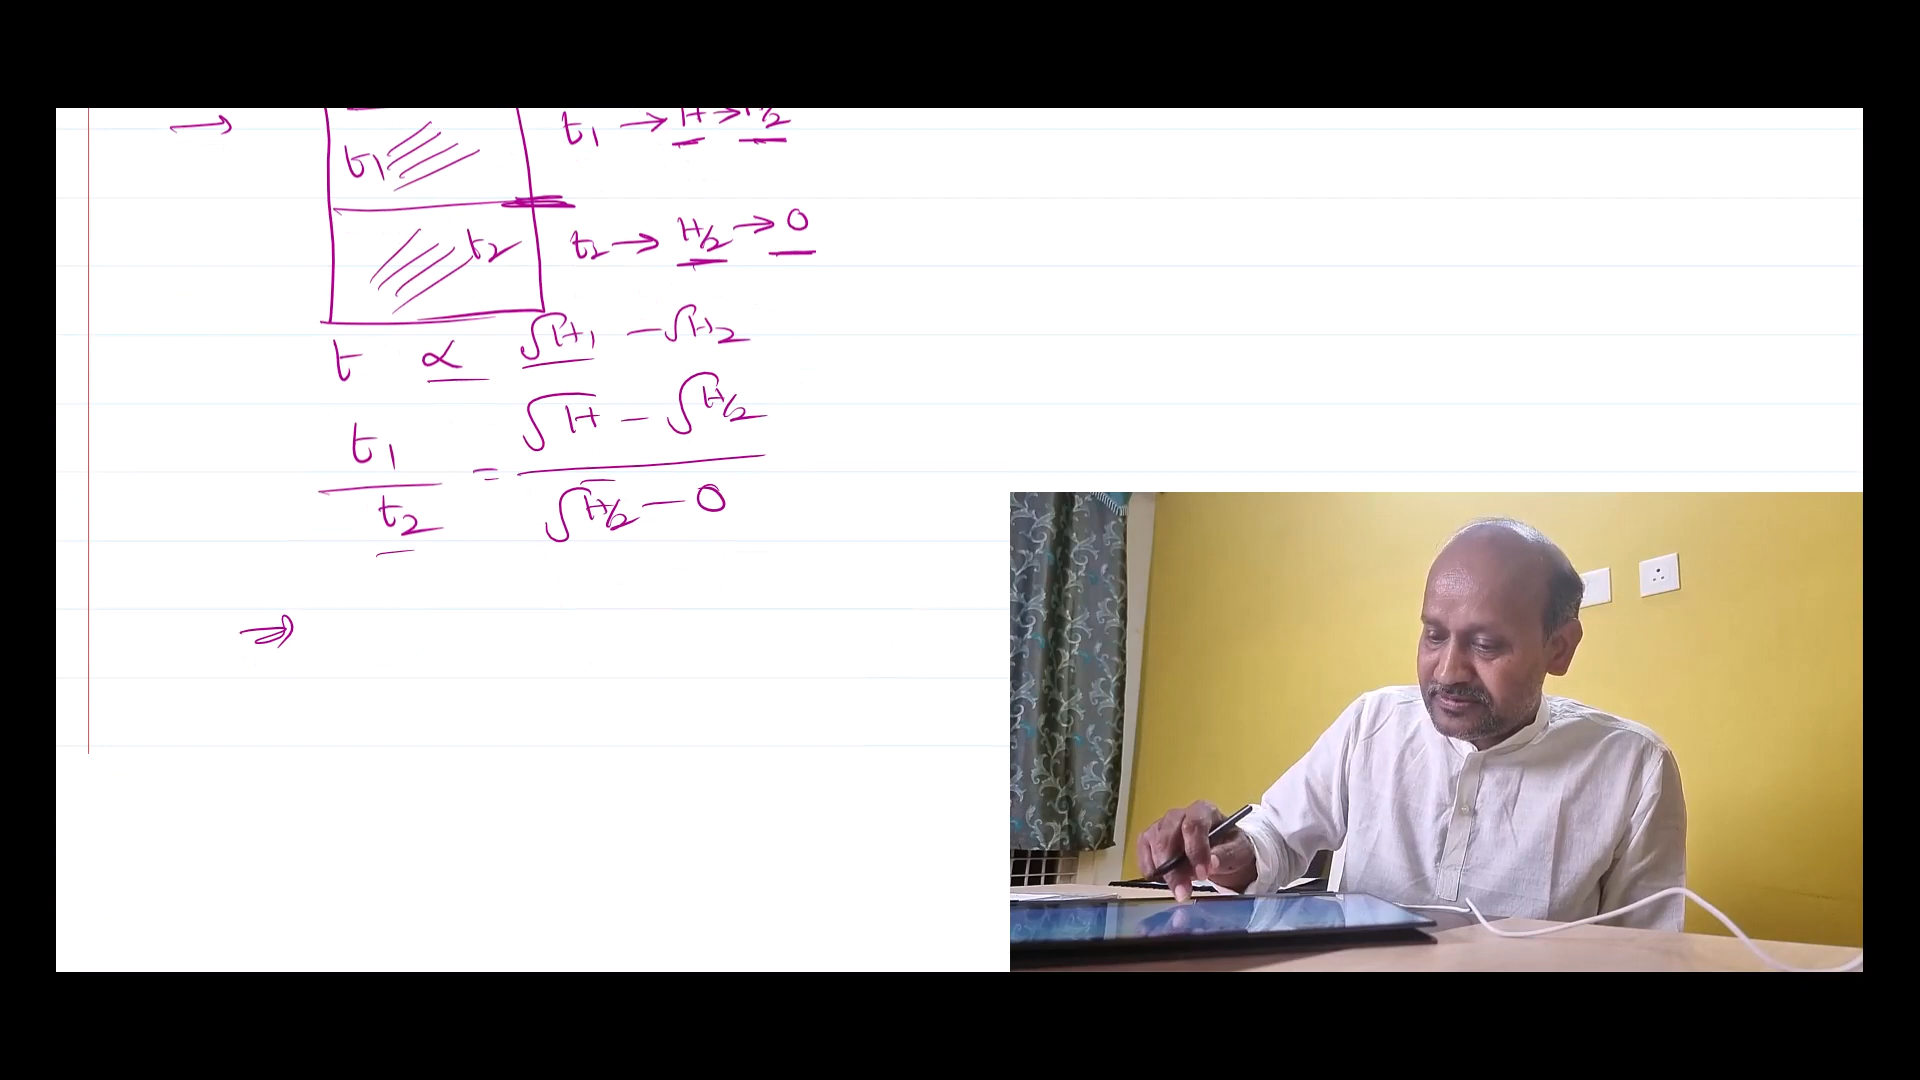 → t₁ t₁ → H → H/2
t₂ t₂ → H/2 → 0
t ∝ √H₁ - √H₂
t₁/t₂ = (√H - √H/2)/(√H/2 - 0)
⇒